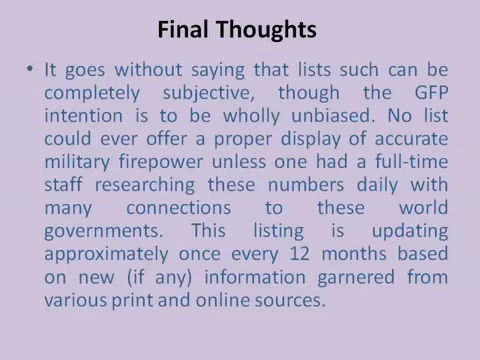 Final Thoughts
• It goes without saying that lists such can be
completely subjective, though the GFP
intention is to be wholly unbiased. No list
could ever offer a proper display of accurate
military firepower unless one had a full-time
staff researching these numbers daily with
many connections to these world
governments. This listing is updating
approximately once every 12 months based
on new (if any) information garnered from
various print and online sources.